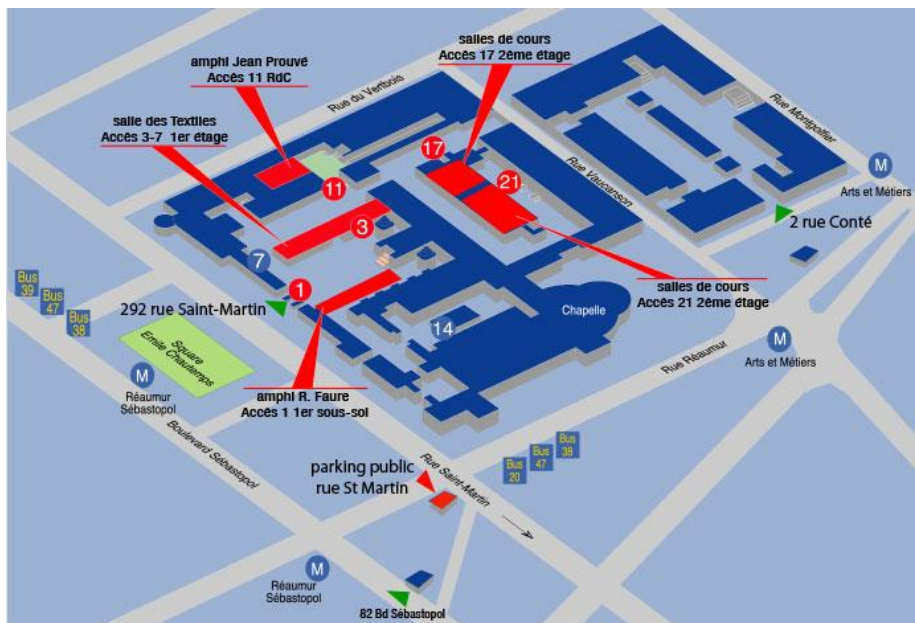 salles de cours
Accès 17 2ème étage
amphi Jean Prouvé
Accès 11 RdC
salle des Textiles
Accès 3-7 1er étage
Rue du Vertbois
Rue Montgolfier
17
M
Arts et Métiers
21
Rue Vaucanson
11
3
2 rue Conté
7
1
Bus
39
Bus
47
Bus
38
292 rue Saint-Martin
salles de cours
Accès 21 2ème étage
Chapelle
14
Square
Emile Chautemps
M
Réaumur
Sébastopol
M
Arts et Métiers
Rue Réaumur
amphi R. Faure
Accès 1 1er sous-sol
Boulevard Sébastopol
Bus
20
Bus
47
Bus
38
parking public
rue St Martin
Rue Saint-Martin
M
Réaumur
Sébastopol
82 Bd Sébastopol